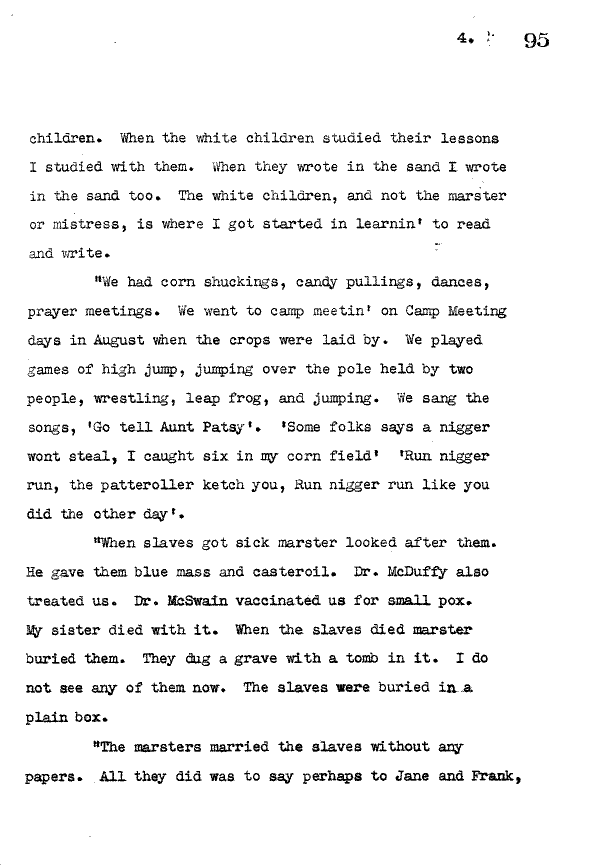 4. 95
children. When the white children studied their lessons
I studied with them. When they wrote in the sand I wrote
in the sand too. The white children, and not the marster
or mistress, is where I got started in learnin' to read
and write.
"We had corn shuckings, candy pullings, dances,
prayer meetings. We went to camp meetin' on Camp Meeting
days in August when the crops were laid by. We played
games of high jump, jumping over the pole held by two
people, wrestling, leap frog, and jumping. We sang the
songs, 'Go tell Aunt Patsy'. 'Some folks says a nigger
wont steal, I caught six in my corn field' 'Run nigger
run, the patteroller ketch you, Run nigger run like you
did the other day'.
"When slaves got sick marster looked after them.
He gave them blue mass and casteroil. Dr. McDuffy also
treated us. Dr. McSwain vaccinated us for small pox.
My sister died with it. When the slaves died marster
buried them. They dug a grave with a tomb in it. I do
not see any of them now. The slaves were buried in a
plain box.
"The marsters married the slaves without any
papers. All they did was to say perhaps to Jane and Frank,